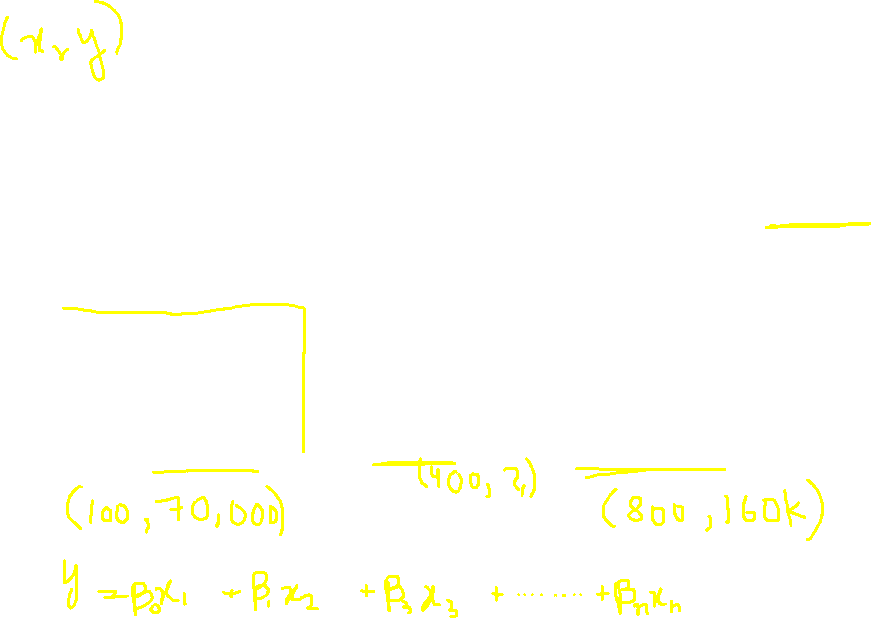 (x, y)
(100, 70,000) (400, ?) (800, 160k)
y = β₀x₁ + β₁x₂ + β₃x₃ + ...... + βₙxₙ